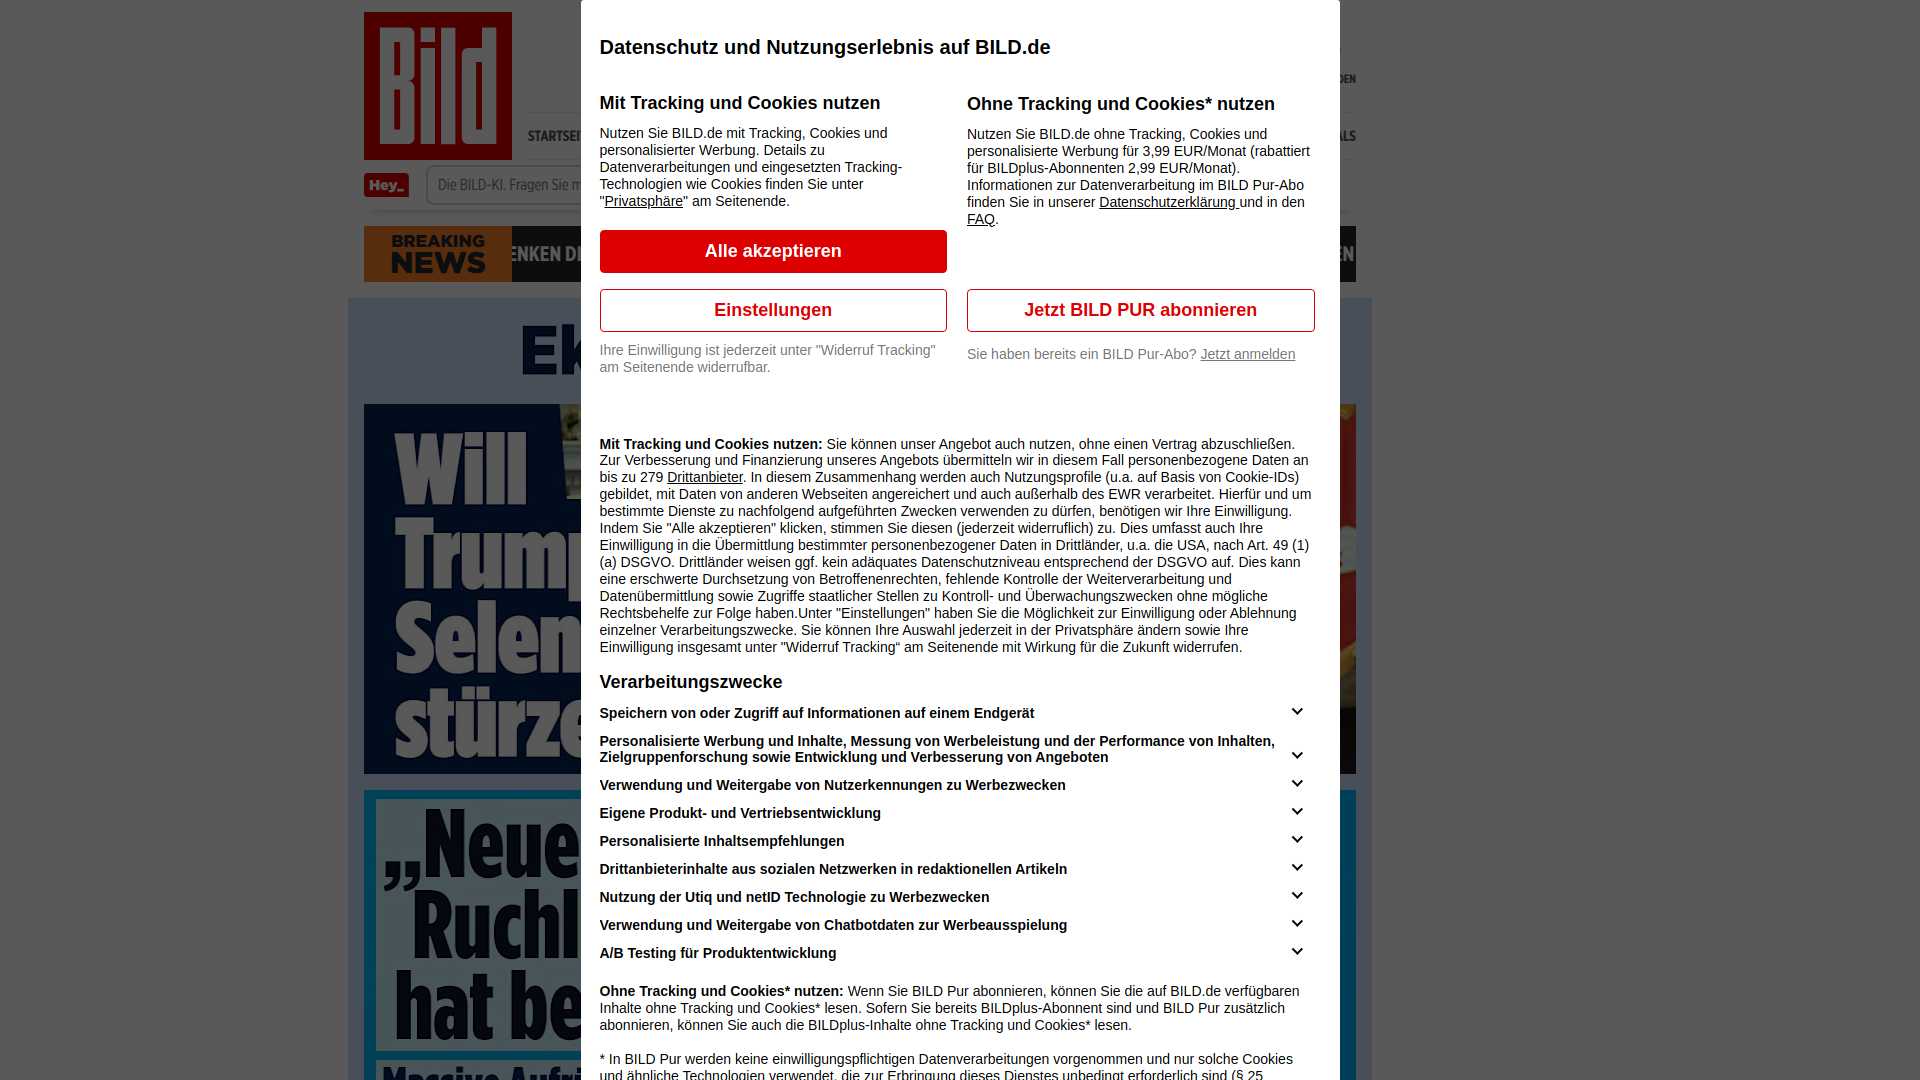 Datenschutz und Nutzungserlebnis auf BILD.de
Bild
STARTSEI
Hey_
Die BILD-KI. Fragen Sie m
BREAKING
NEWS
ENKEN DE
Will
Trump
Selen
stürze
„Neue
Ruchl
hat be
Mit Tracking und Cookies nutzen
Nutzen Sie BILD.de mit Tracking, Cookies und
personalisierter Werbung. Details zu
Datenverarbeitungen und eingesetzten Tracking-
Technologien wie Cookies finden Sie unter
"Privatsphäre" am Seitenende.
Alle akzeptieren
Einstellungen
Ihre Einwilligung ist jederzeit unter "Widerruf Tracking"
am Seitenende widerrufbar.
Ohne Tracking und Cookies* nutzen
Nutzen Sie BILD.de ohne Tracking, Cookies und
personalisierte Werbung für 3,99 EUR/Monat (rabattiert
für BILDplus-Abonnenten 2,99 EUR/Monat).
Informationen zur Datenverarbeitung im BILD Pur-Abo
finden Sie in unserer Datenschutzerklärung und in den
FAQ.
Jetzt BILD PUR abonnieren
Sie haben bereits ein BILD Pur-Abo? Jetzt anmelden
Mit Tracking und Cookies nutzen: Sie können unser Angebot auch nutzen, ohne einen Vertrag abzuschließen.
Zur Verbesserung und Finanzierung unseres Angebots übermitteln wir in diesem Fall personenbezogene Daten an
bis zu 279 Drittanbieter. In diesem Zusammenhang werden auch Nutzungsprofile (u.a. auf Basis von Cookie-IDs)
gebildet, mit Daten von anderen Webseiten angereichert und auch außerhalb des EWR verarbeitet. Hierfür und um
bestimmte Dienste zu nachfolgend aufgeführten Zwecken verwenden zu dürfen, benötigen wir Ihre Einwilligung.
Indem Sie "Alle akzeptieren" klicken, stimmen Sie diesen (jederzeit widerruflich) zu. Dies umfasst auch Ihre
Einwilligung in die Übermittlung bestimmter personenbezogener Daten in Drittländer, u.a. die USA, nach Art. 49 (1)
(a) DSGVO. Drittländer weisen ggf. kein adäquates Datenschutzniveau entsprechend der DSGVO auf. Dies kann
eine erschwerte Durchsetzung von Betroffenenrechten, fehlende Kontrolle der Weiterverarbeitung und
Datenübermittlung sowie Zugriffe staatlicher Stellen zu Kontroll- und Überwachungszwecken ohne mögliche
Rechtsbehelfe zur Folge haben.Unter "Einstellungen" haben Sie die Möglichkeit zur Einwilligung oder Ablehnung
einzelner Verarbeitungszwecke. Sie können Ihre Auswahl jederzeit in der Privatsphäre ändern sowie Ihre
Einwilligung insgesamt unter "Widerruf Tracking“ am Seitenende mit Wirkung für die Zukunft widerrufen.
Verarbeitungszwecke
Speichern von oder Zugriff auf Informationen auf einem Endgerät
Personalisierte Werbung und Inhalte, Messung von Werbeleistung und der Performance von Inhalten,
Zielgruppenforschung sowie Entwicklung und Verbesserung von Angeboten
Verwendung und Weitergabe von Nutzerkennungen zu Werbezwecken
Eigene Produkt- und Vertriebsentwicklung
Personalisierte Inhaltsempfehlungen
Drittanbieterinhalte aus sozialen Netzwerken in redaktionellen Artikeln
Nutzung der Utiq und netID Technologie zu Werbezwecken
Verwendung und Weitergabe von Chatbotdaten zur Werbeausspielung
A/B Testing für Produktentwicklung
Ohne Tracking und Cookies* nutzen: Wenn Sie BILD Pur abonnieren, können Sie die auf BILD.de verfügbaren
Inhalte ohne Tracking und Cookies* lesen. Sofern Sie bereits BILDplus-Abonnent sind und BILD Pur zusätzlich
abonnieren, können Sie auch die BILDplus-Inhalte ohne Tracking und Cookies* lesen.
* In BILD Pur werden keine einwilligungspflichtigen Datenverarbeitungen vorgenommen und nur solche Cookies
und ähnliche Technologien verwendet, die zur Erbringung dieses Dienstes unbedingt erforderlich sind (§ 25